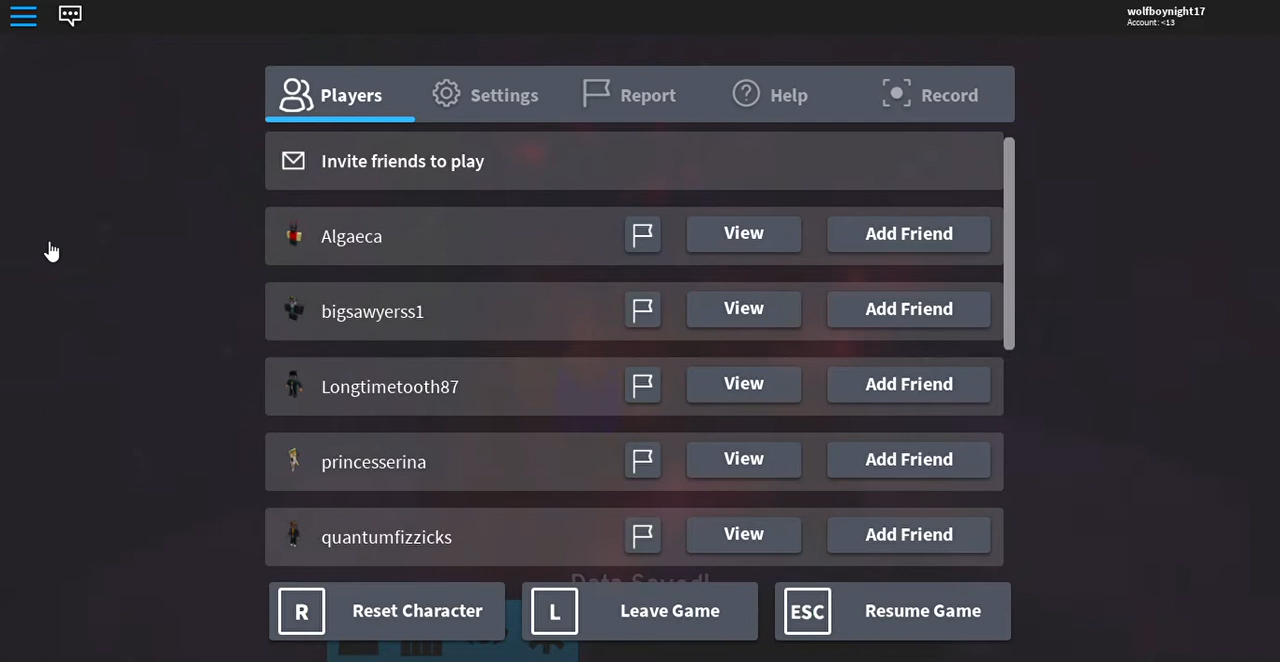 wolfboynight17
Account: <13
Players Settings Report Help Record
Invite friends to play
Algaeca View Add Friend
bigsawyerss1 View Add Friend
Longtimetooth87 View Add Friend
princesserina View Add Friend
quantumfizzicks View Add Friend
Data Saved!
R Reset Character L Leave Game ESC Resume Game